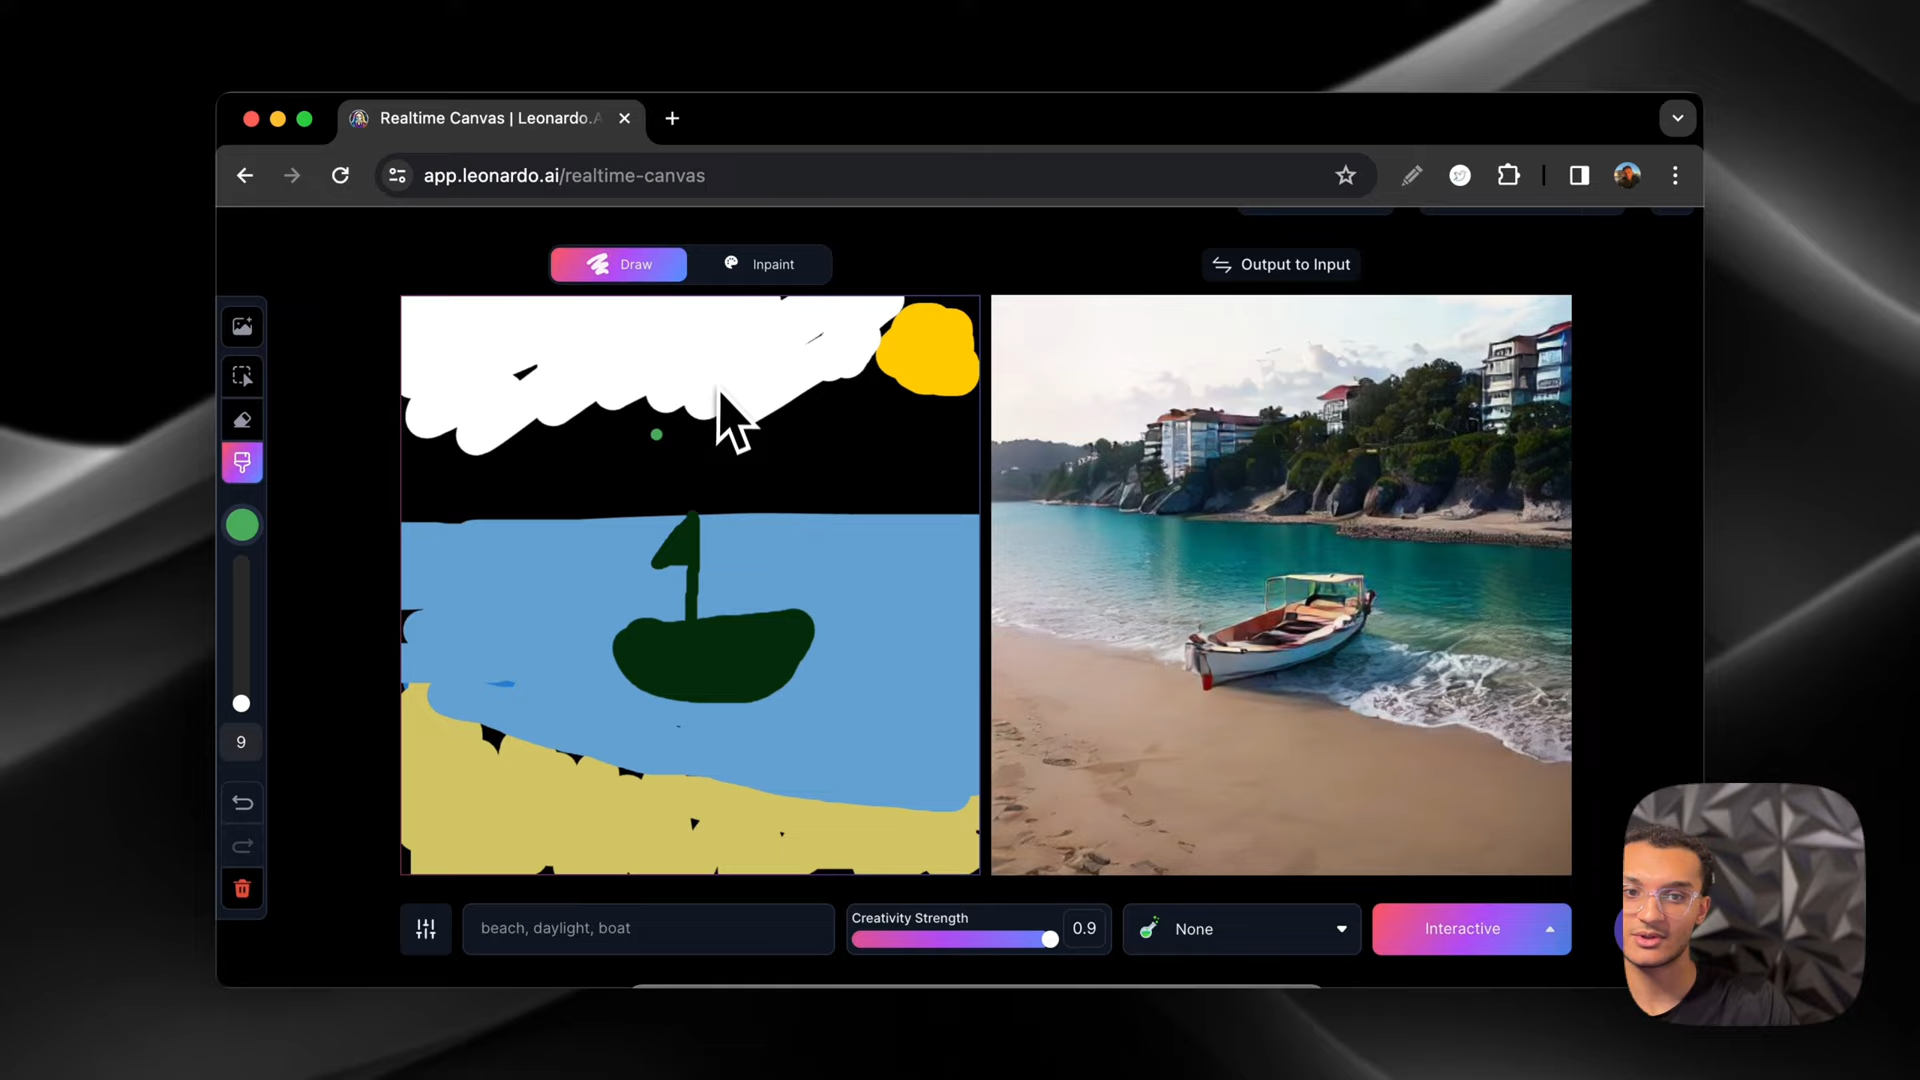 Realtime Canvas | Leonardo.A
app.leonardo.ai/realtime-canvas
Draw
Inpaint
Output to Input
9
beach, daylight, boat
Creativity Strength
0.9
None
Interactive